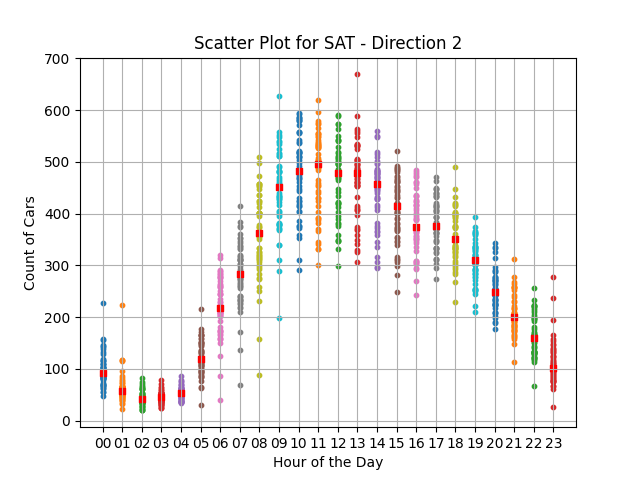 Scatter Plot for SAT - Direction 2
700
600
500
400
300
200
100
0
Count of Cars
00 01 02 03 04 05 06 07 08 09 10 11 12 13 14 15 16 17 18 19 20 21 22 23
Hour of the Day